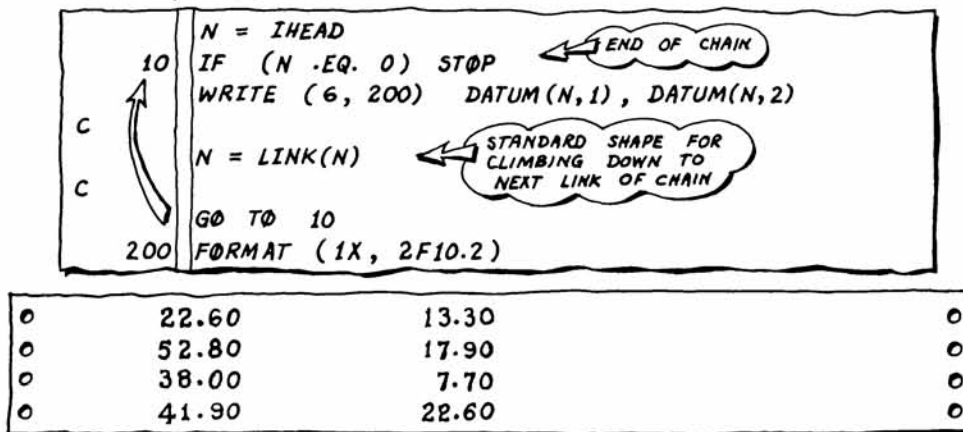 N = IHEAD
10 IF (N .EQ. 0) STØP
END OF CHAIN
WRITE (6, 200) DATUM(N,1), DATUM(N,2)
C
N = LINK(N)
STANDARD SHAPE FOR
CLIMBING DOWN TO
NEXT LINK OF CHAIN
C
GØ TØ 10
200 FØRMAT (1X, 2F10.2)
22.60 13.30
52.80 17.90
38.00 7.70
41.90 22.60